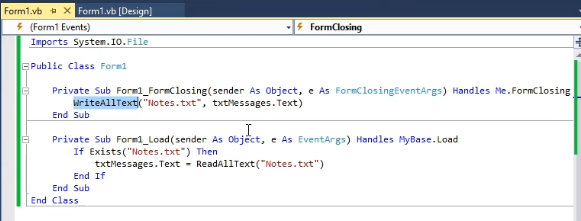 Form1.vb Form1.vb [Design]
(Form1 Events) FormClosing
Imports System.IO.File
Public Class Form1
Private Sub Form1_FormClosing(sender As Object, e As FormClosingEventArgs) Handles Me.FormClosing
WriteAllText("Notes.txt", txtMessages.Text)
End Sub
Private Sub Form1_Load(sender As Object, e As EventArgs) Handles MyBase.Load
If Exists("Notes.txt") Then
txtMessages.Text = ReadAllText("Notes.txt")
End If
End Sub
End Class